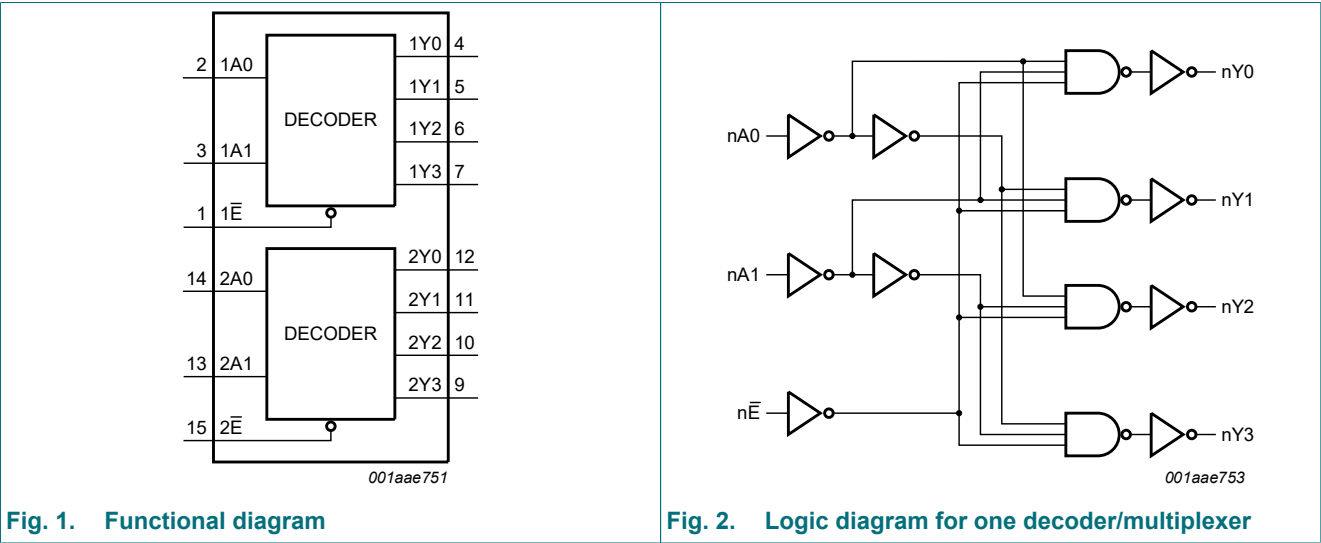 1Y0 4
2 1A0
1Y1 5
DECODER
1Y2 6
3 1A1
1Y3 7
1 1E̅
2Y0 12
14 2A0
2Y1 11
DECODER
2Y2 10
13 2A1
2Y3 9
15 2E̅
001aae751
Fig. 1. Functional diagram
nY0
nA0
nY1
nA1
nY2
nE̅
nY3
001aae753
Fig. 2. Logic diagram for one decoder/multiplexer